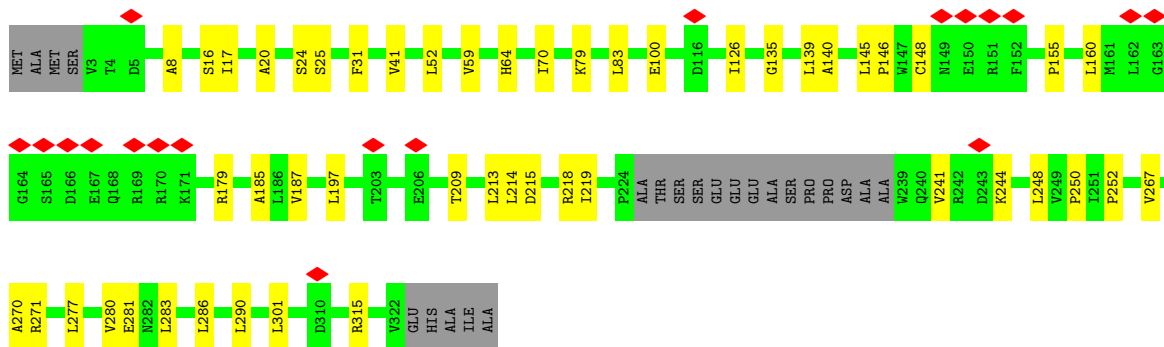 MET ALA MET SER V3 T4 D5 A8 S16 I17 A20 S24 S25 F31 V41 L52 V59 H64 I70 K79 L83 E100 D116 I126 G135 L139 A140 L145 P146 W147 C148 N149 E150 R151 F152 P155 L160 M161 L162 G163
G164 S165 D166 E167 Q168 R169 R170 K171 R179 A185 L186 V187 L197 T203 E206 T209 L213 L214 D215 R218 I219 P224 ALA THR SER SER GLU GLU GLU ALA SER PRO PRO ASP ALA ALA W239 Q240 V241 R242 D243 K244 L248 V249 P250 I251 P252 V267
A270 R271 L277 V280 E281 N282 L283 L286 L290 L301 D310 R315 V322 GLU HIS ALA ILE ALA